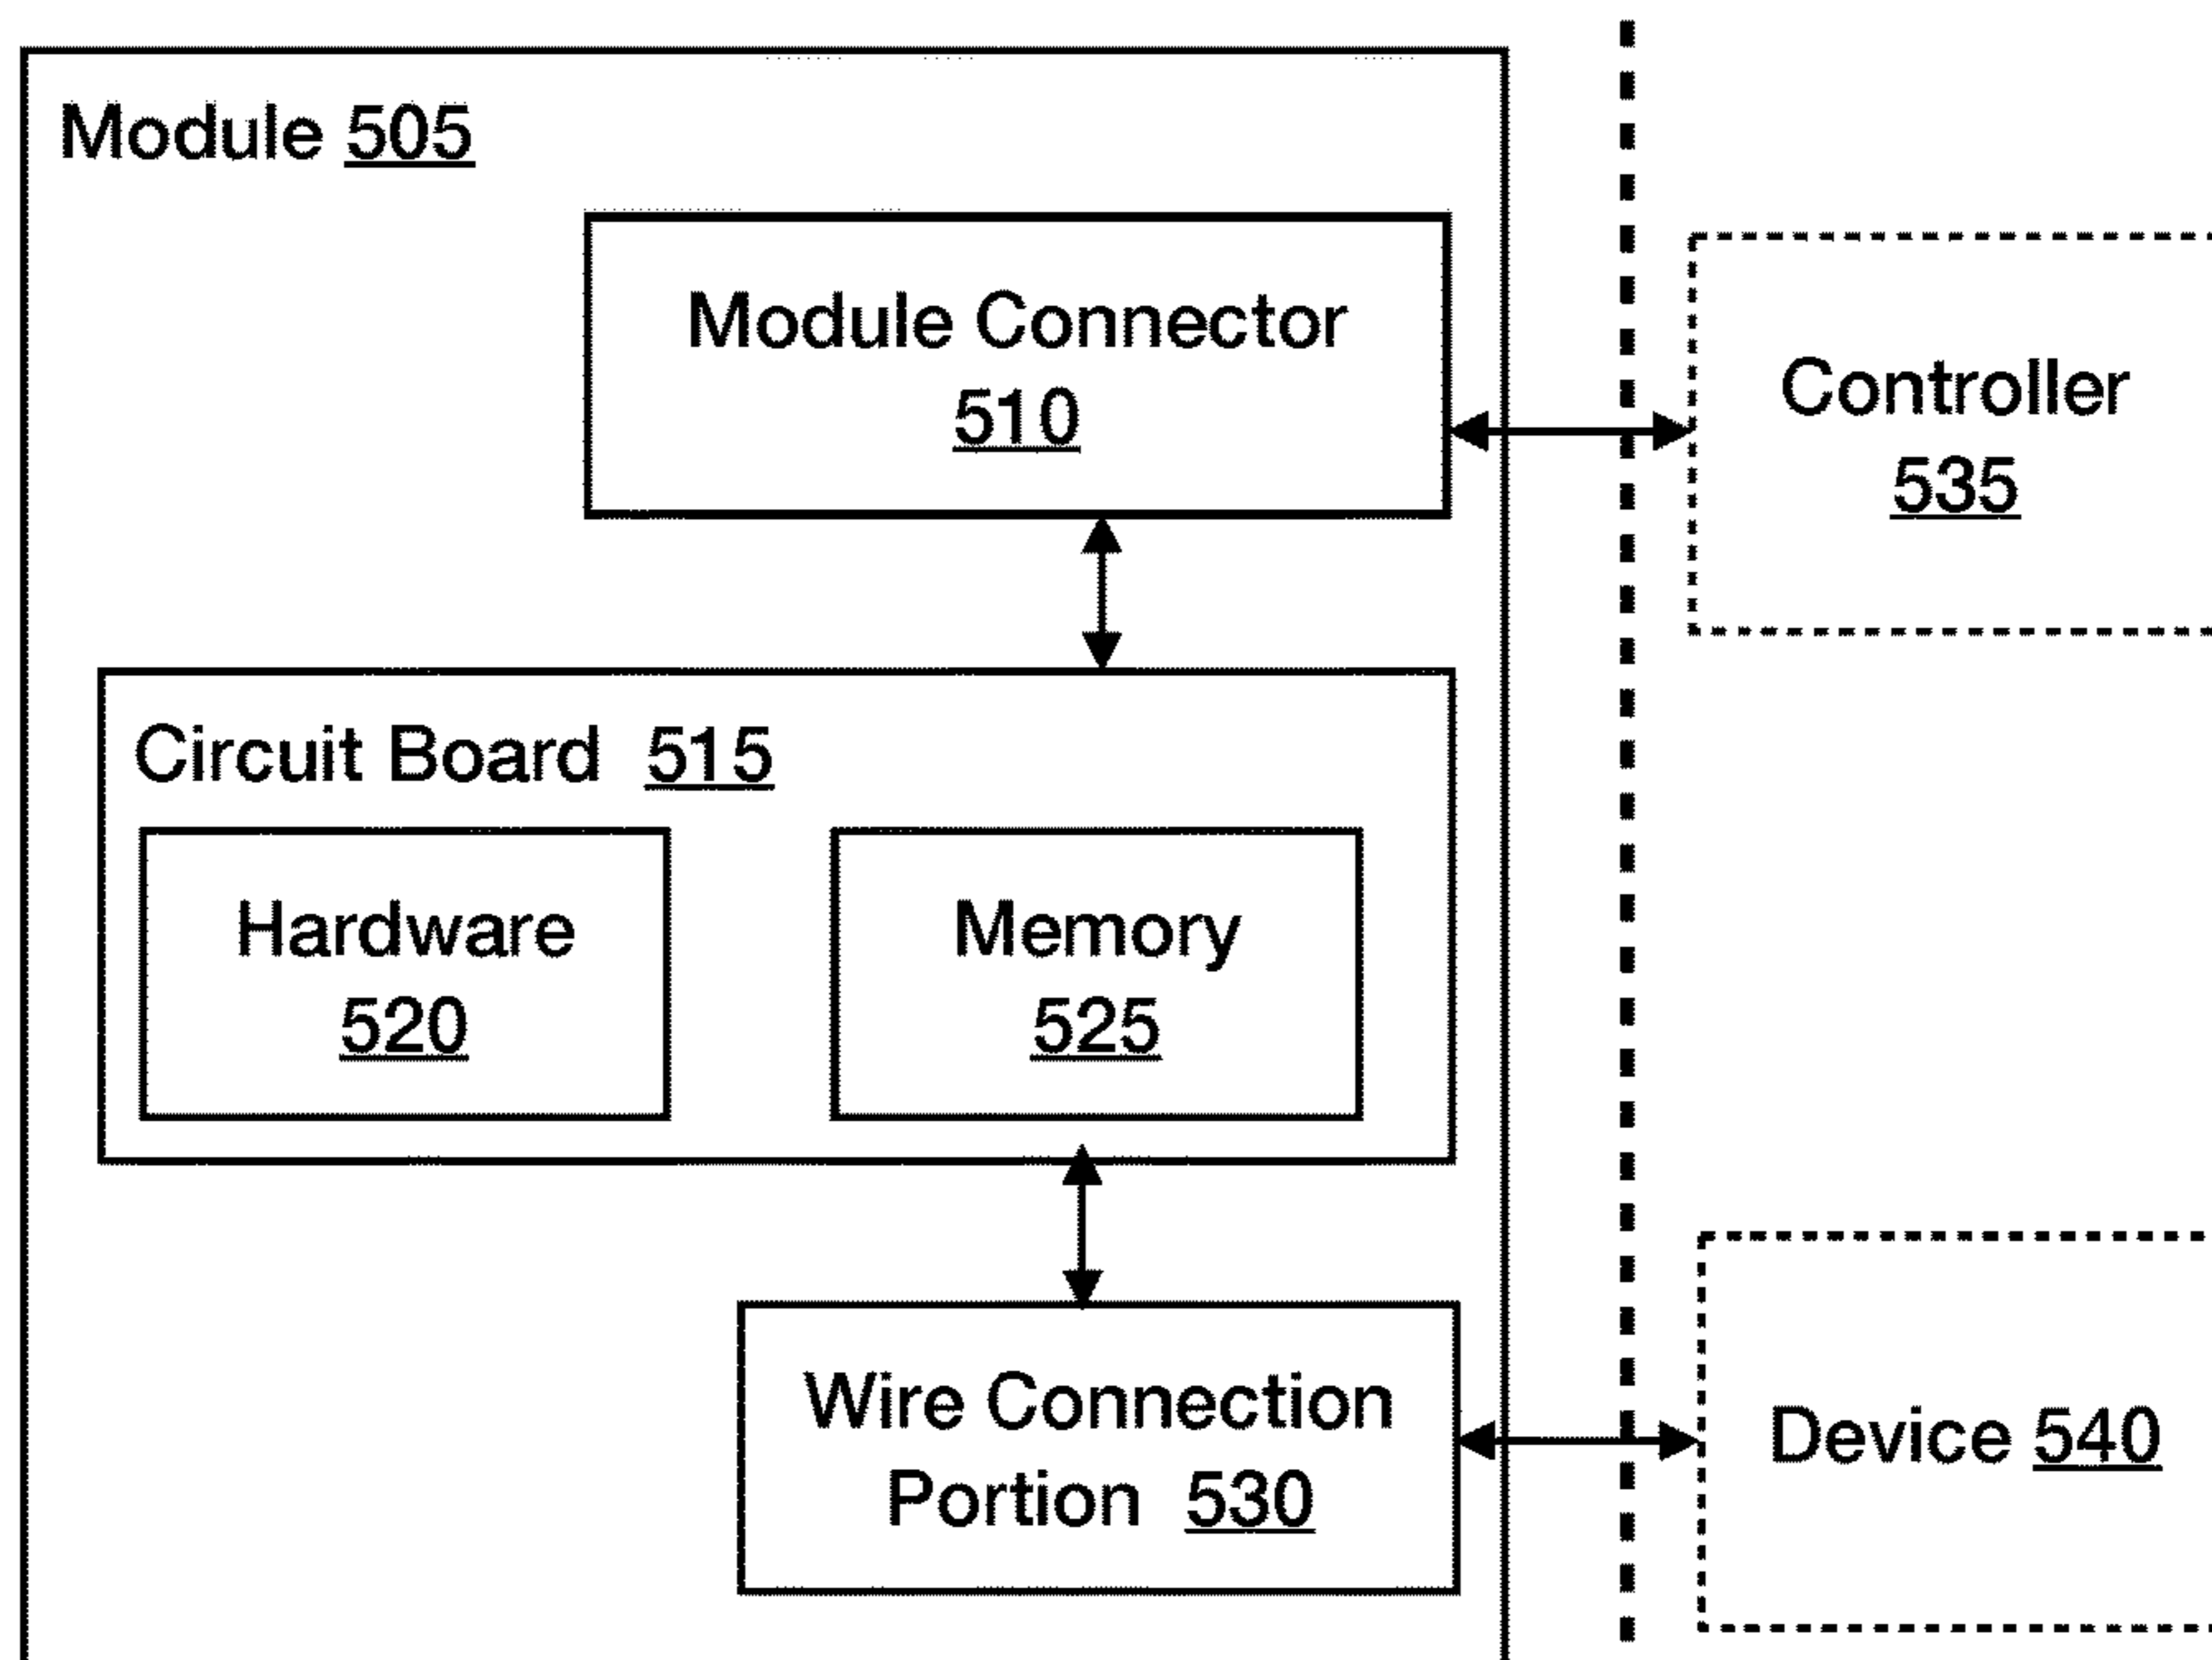 Module 505
Module Connector
510
Controller
535
Circuit Board 515
Hardware
520
Memory
525
Wire Connection
Portion 530
Device 540